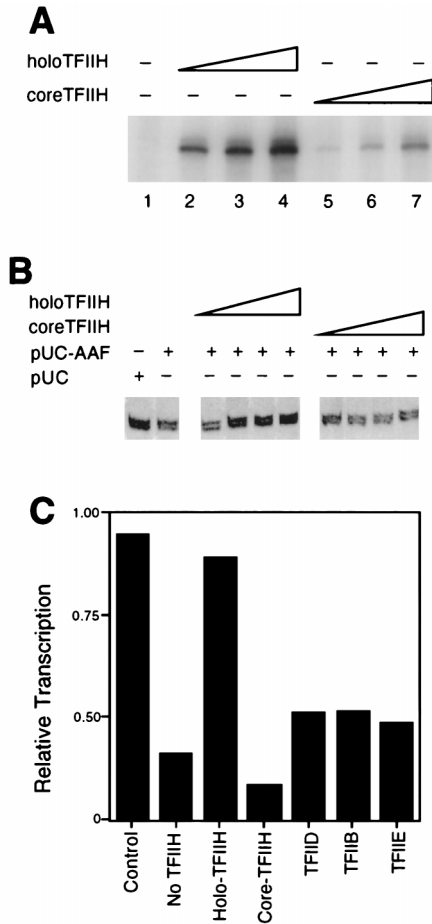 A
holoTFIIH – –
coreTFIIH – – – –
1 2 3 4 5 6 7
B
holoTFIIH
coreTFIIH
pUC-AAF – + + + + + + + + +
pUC + – – – – – – – – –
C
Relative Transcription
1.00
0.75
0.50
0
Control
No TFIIH
Holo-TFIIH
Core-TFIIH
TFIID
TFIIB
TFIIE